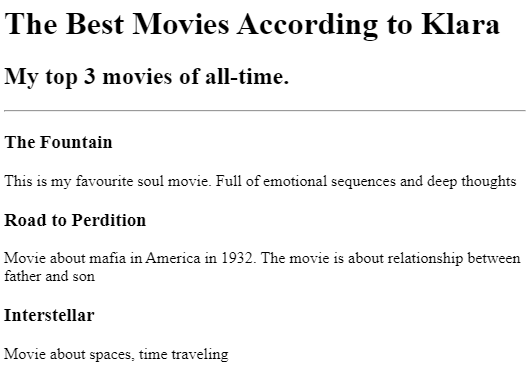 The Best Movies According to Klara
My top 3 movies of all-time.
The Fountain
This is my favourite soul movie. Full of emotional sequences and deep thoughts
Road to Perdition
Movie about mafia in America in 1932. The movie is about relationship between
father and son
Interstellar
Movie about spaces, time traveling